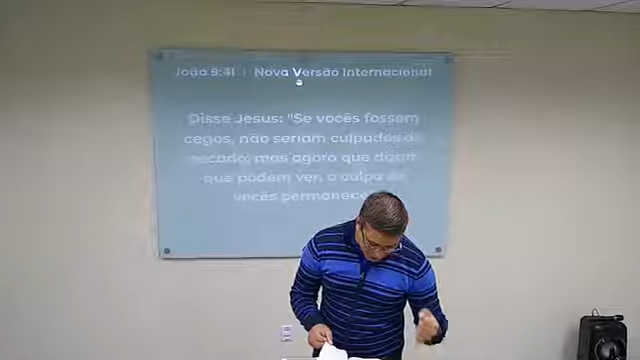 João 9:41 | Nova Versão Internacional
Disse Jesus: "Se vocês fossem
cegos, não seriam culpados de
pecado; mas agora que dizem
que podem ver, a culpa de
vocês permanece".